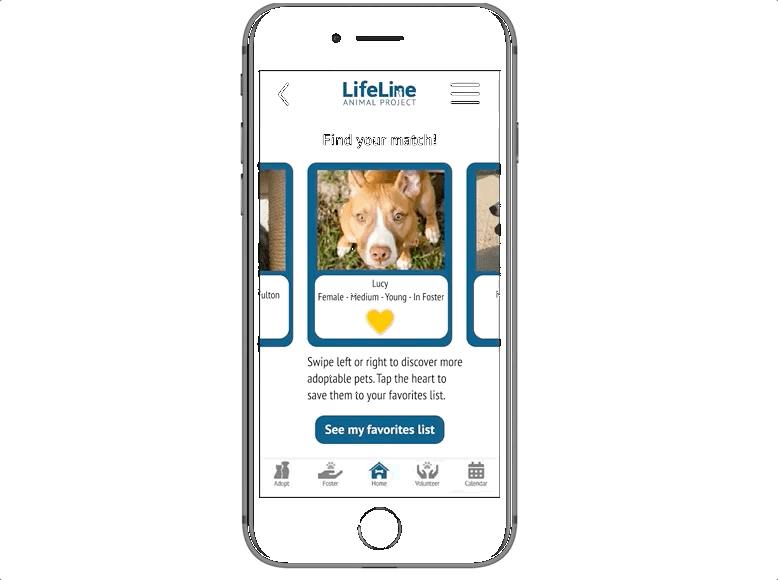 LifeLine
ANIMAL PROJECT
Find your match!
Lucy
Female - Medium - Young - In Foster
Swipe left or right to discover more
adoptable pets. Tap the heart to
save them to your favorites list.
See my favorites list
Adopt
Foster
Home
Volunteer
Calendar